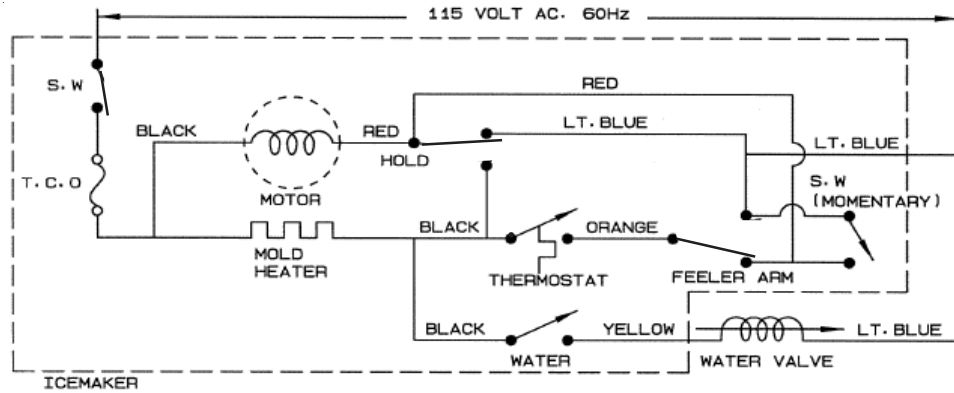 115 VOLT AC. 60Hz
S.W
RED
BLACK
RED
LT.BLUE
HOLD
LT.BLUE
T.C.O
MOTOR
S.W
(MOMENTARY)
BLACK
ORANGE
MOLD
HEATER
THERMOSTAT
FEELER ARM
BLACK
YELLOW
LT.BLUE
WATER
WATER VALVE
ICEMAKER